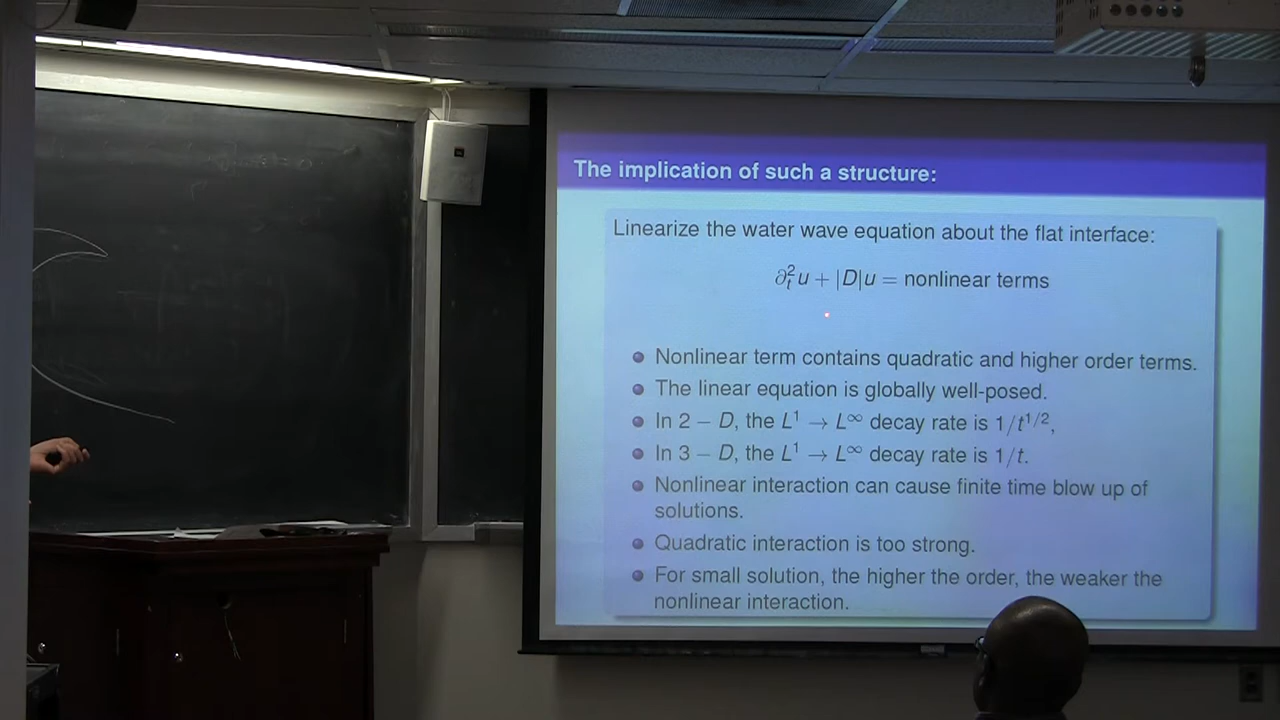 The implication of such a structure:
Linearize the water wave equation about the flat interface:
∂ₜ²u + |D|u = nonlinear terms
Nonlinear term contains quadratic and higher order terms.
The linear equation is globally well-posed.
In 2 − D, the L¹ → L^∞ decay rate is 1/t^{1/2},
In 3 − D, the L¹ → L^∞ decay rate is 1/t.
Nonlinear interaction can cause finite time blow up of
solutions.
Quadratic interaction is too strong.
For small solution, the higher the order, the weaker the
nonlinear interaction.